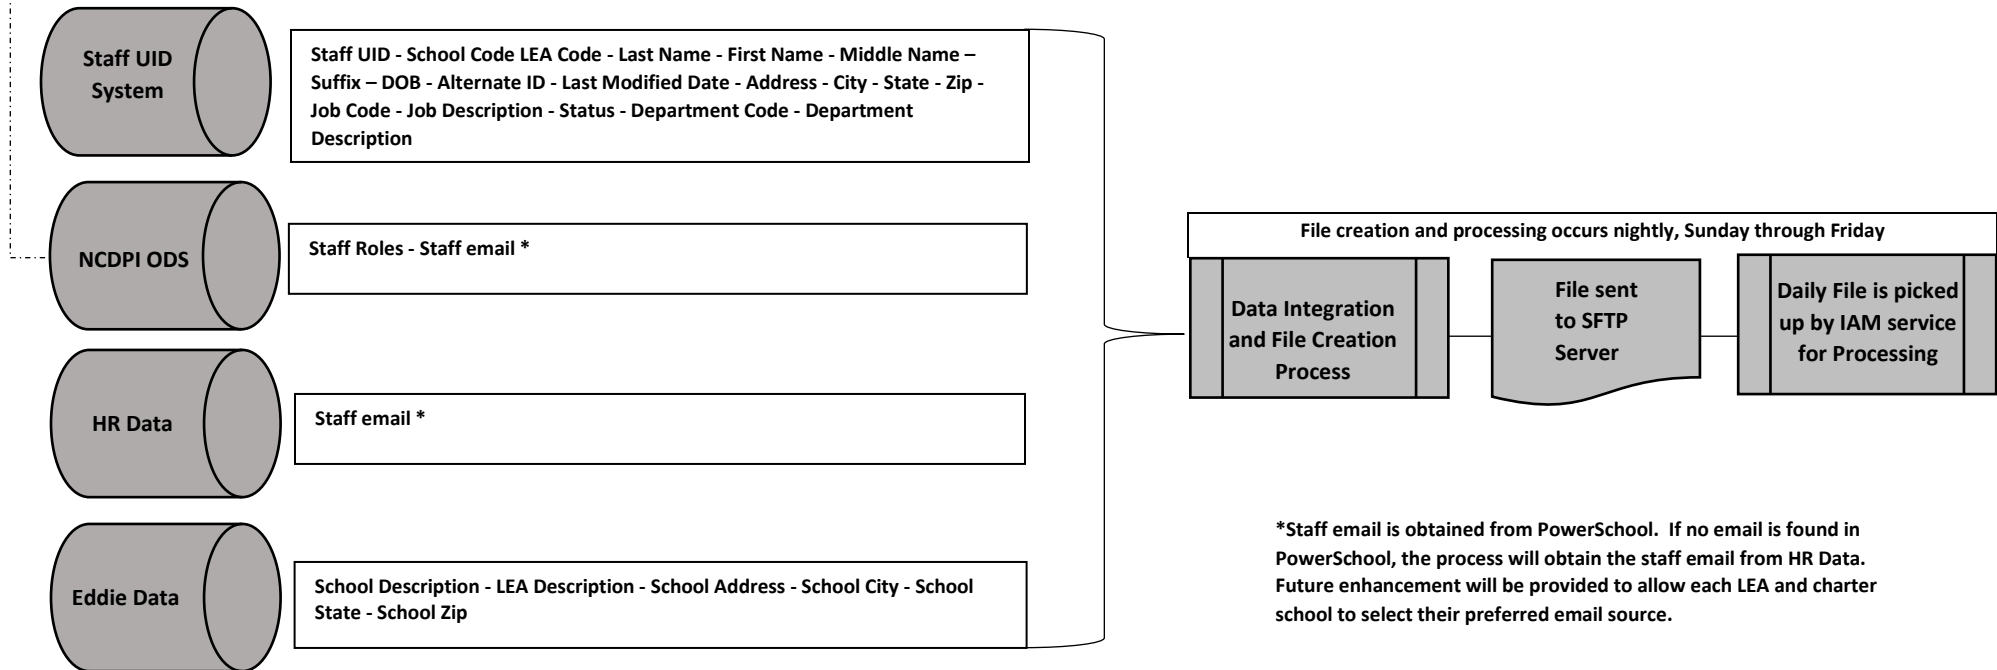 Staff UID
System
Staff UID - School Code LEA Code - Last Name - First Name - Middle Name –
Suffix – DOB - Alternate ID - Last Modified Date - Address - City - State - Zip -
Job Code - Job Description - Status - Department Code - Department
Description
NCDPI ODS
Staff Roles - Staff email *
HR Data
Staff email *
Eddie Data
School Description - LEA Description - School Address - School City - School
State - School Zip
File creation and processing occurs nightly, Sunday through Friday
Data Integration
and File Creation
Process
File sent
to SFTP
Server
Daily File is picked
up by IAM service
for Processing
*Staff email is obtained from PowerSchool.  If no email is found in
PowerSchool, the process will obtain the staff email from HR Data.
Future enhancement will be provided to allow each LEA and charter
school to select their preferred email source.